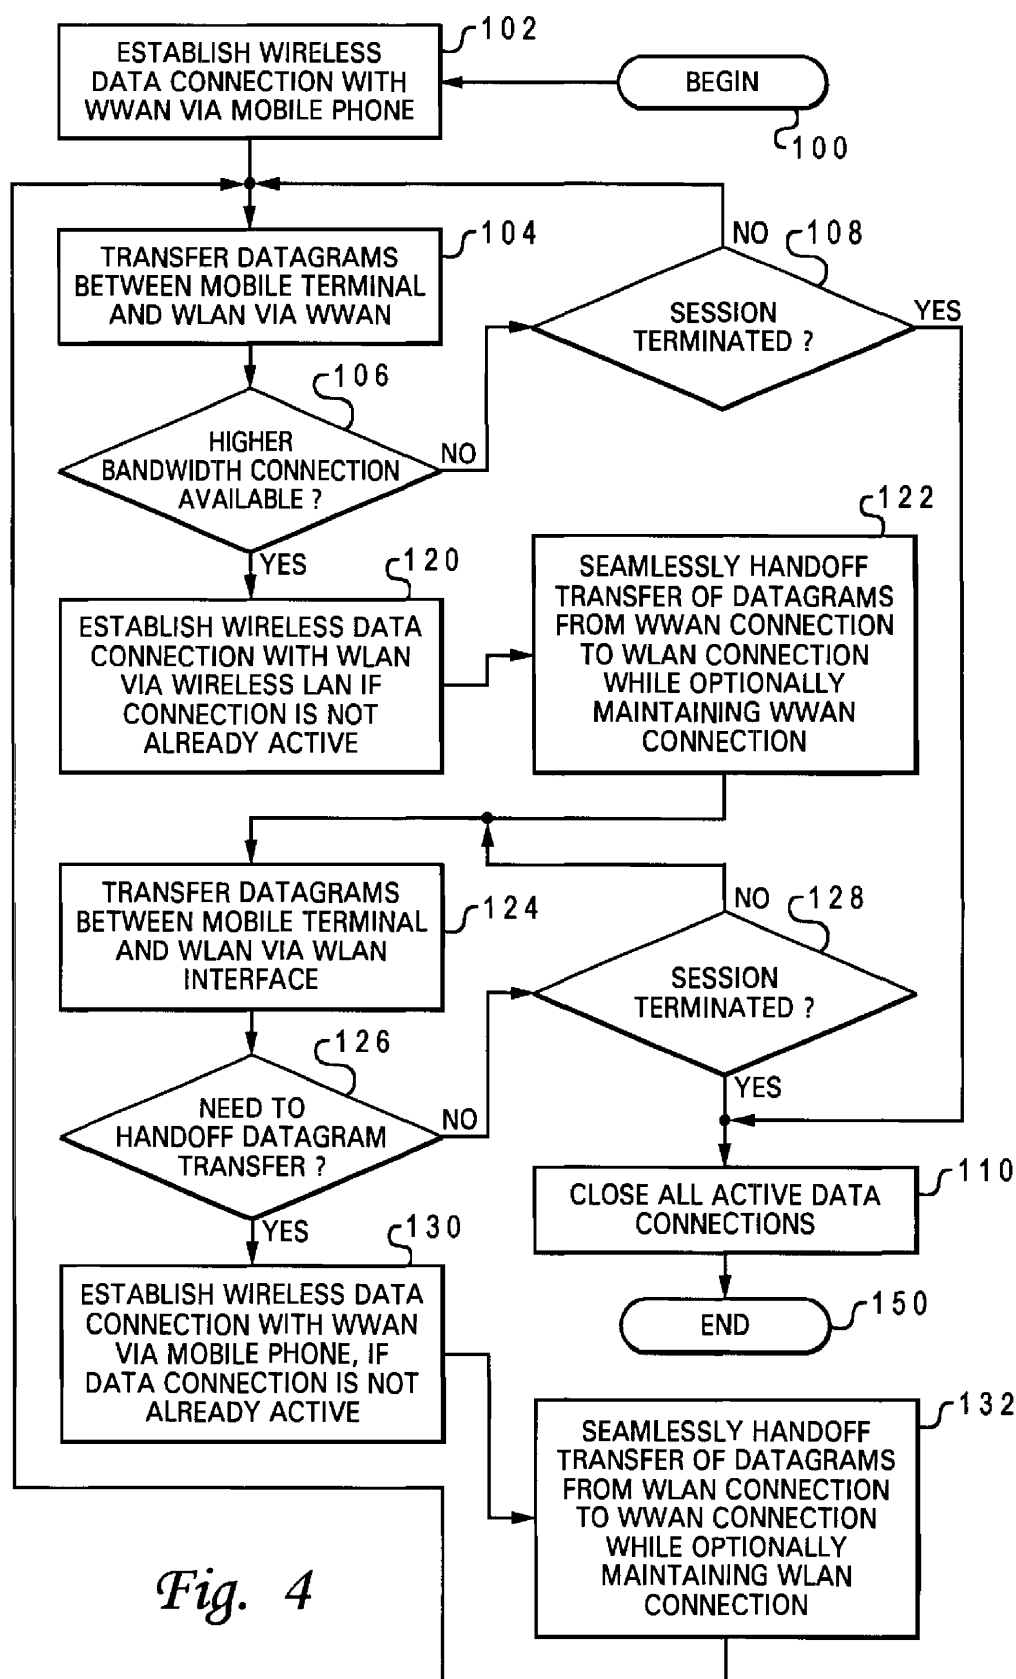 102
ESTABLISH WIRELESS
DATA CONNECTION WITH
WWAN VIA MOBILE PHONE
BEGIN
100
104
TRANSFER DATAGRAMS
BETWEEN MOBILE TERMINAL
AND WLAN VIA WWAN
NO
108
SESSION
TERMINATED ?
YES
106
HIGHER
BANDWIDTH CONNECTION
AVAILABLE ?
NO
YES
120
ESTABLISH WIRELESS DATA
CONNECTION WITH WLAN
VIA WIRELESS LAN IF
CONNECTION IS NOT
ALREADY ACTIVE
122
SEAMLESSLY HANDOFF
TRANSFER OF DATAGRAMS
FROM WWAN CONNECTION
TO WLAN CONNECTION
WHILE OPTIONALLY
MAINTAINING WWAN
CONNECTION
TRANSFER DATAGRAMS
BETWEEN MOBILE TERMINAL
AND WLAN VIA WLAN
INTERFACE
124
NO
128
SESSION
TERMINATED ?
YES
126
NEED TO
HANDOFF DATAGRAM
TRANSFER ?
NO
YES
110
CLOSE ALL ACTIVE DATA
CONNECTIONS
130
ESTABLISH WIRELESS DATA
CONNECTION WITH WWAN
VIA MOBILE PHONE, IF
DATA CONNECTION IS NOT
ALREADY ACTIVE
END
150
132
SEAMLESSLY HANDOFF
TRANSFER OF DATAGRAMS
FROM WLAN CONNECTION
TO WWAN CONNECTION
WHILE OPTIONALLY
MAINTAINING WLAN
CONNECTION
Fig. 4